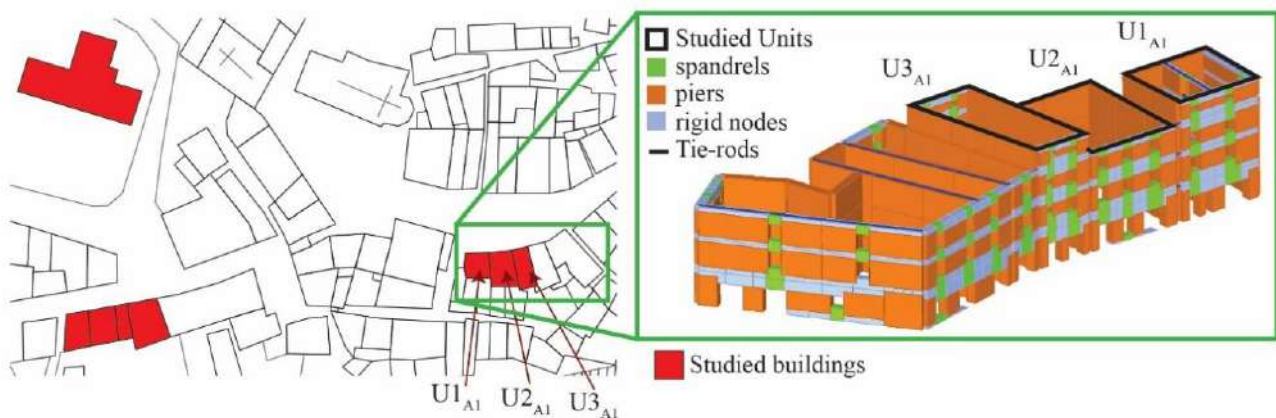 Studied Units
spandrels
piers
rigid nodes
Tie-rods
U1A1
U2A1
U3A1
Studied buildings
U1A1 U2A1 U3A1